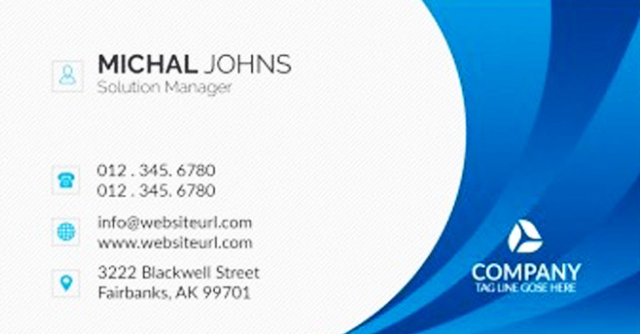 MICHAL JOHNS
Solution Manager
012 . 345. 6780
012 . 345. 6780
info@websiteurl.com
www.websiteurl.com
3222 Blackwell Street
Fairbanks, AK 99701
COMPANY
TAG LINE GOSE HERE